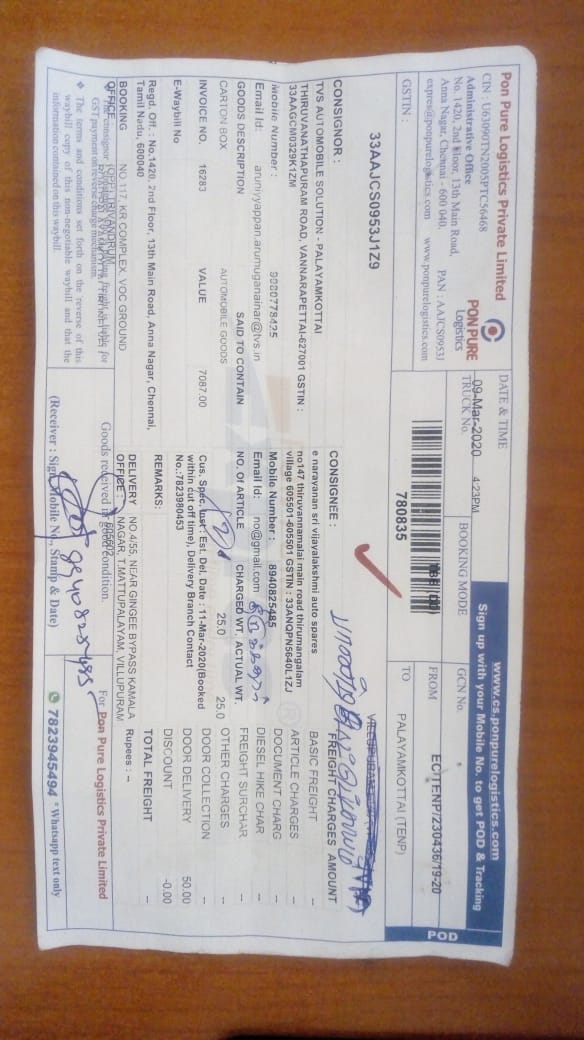 Pon Pure Logistics Private Limited
CIN : U63090TN2005PTC56468
Administrative Office
No. 1420, 2nd Floor, 13th Main Road,
Anna Nagar, Chennai - 600 040. PAN : AAJCS0953J
expres@ponpurelogistics.com www.ponpurelogistics.com
PON PURE
Logistics
GSTIN :
33AAJCS0953J1Z9
DATE & TIME
09-Mar-2020 4:23PM
TRUCK No.
BOOKING MODE
TBB
780835
www.cs.ponpurelogistics.com
Sign up with your Mobile No. to get POD & Tracking
GCN No.
FROM ECTENP/230436/19-20
TO PALAYAMKOTTAI (TENP)
POD
CONSIGNOR :
TVS AUTOMOBILE SOLUTION - PALAYAMKOTTAI
THIRUVANATHAPURAM ROAD, VANNARAPETTAI-627001 GSTIN :
33AAGCM0329K1ZM
Mobile Number :
Email Id: aruniyyappan.arumuganainar@tvs.in
CONSIGNEE :
e narayanan sri vijayalakshmi auto spares
no147 thiruvannamalai main road thirumangalam
village 605501-605501 GSTIN : 33ANQPN5640L1ZJ
Mobile Number : 8940825485
Email Id: no@gmail.com
GOODS DESCRIPTION SAID TO CONTAIN NO. OF ARTICLE CHARGED WT. ACTUAL WT.
CARTON BOX AUTOMOBILE GOODS 25.0 25.0
INVOICE NO. 16283 VALUE 7087.00
E-Waybill No
Cus. Spec. Inst.: Est. Del. Date : 11-Mar-2020(Booked
within cut off time), Delivery Branch Contact
No.:7823980453
REMARKS:
FREIGHT CHARGES AMOUNT
BASIC FREIGHT --
ARTICLE CHARGES --
DOCUMENT CHARG --
DIESEL HIKE CHAR --
FREIGHT SURCHAR --
OTHER CHARGES --
DOOR COLLECTION --
DOOR DELIVERY 50.00
DISCOUNT -0.00
TOTAL FREIGHT --
Rupees : --
Regd. Off. : No.1420, 2nd Floor, 13th Main Road, Anna Nagar, Chennai,
Tamil Nadu, 600040
BOOKING OFFICE NO 117, KR COMPLEX, VOC GROUND
DELIVERY OFFICE : NO.4/55, NEAR GINGEE BYPASS KAMALA
NAGAR, T.MATTUPALAYAM, VILLUPURAM
605602
GST payment on reverse charge mechanism.
The terms and conditions set forth on the reverse of this
waybill copy of this non-negotiable waybill and that the
information contained on this waybill
Goods received in good condition.
8940825485
(Receiver : Sign, Mobile No, Stamp & Date)
For Pon Pure Logistics Private Limited
7823945494 * Whatsapp text only